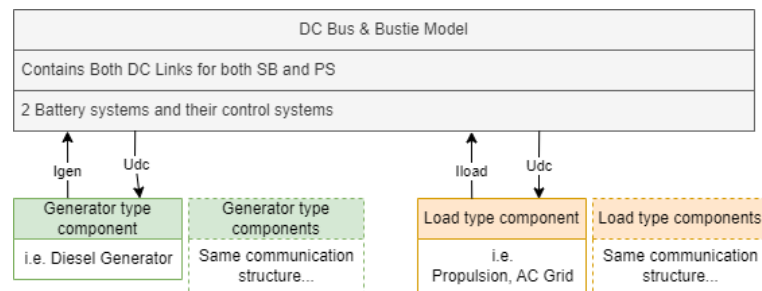 DC Bus & Bustie Model
Contains Both DC Links for both SB and PS
2 Battery systems and their control systems
Igen
Udc
Iload
Udc
Generator type
component
i.e. Diesel Generator
Generator type
components
Same communication
structure...
Load type component
i.e.
Propulsion, AC Grid
Load type components
Same communication
structure...